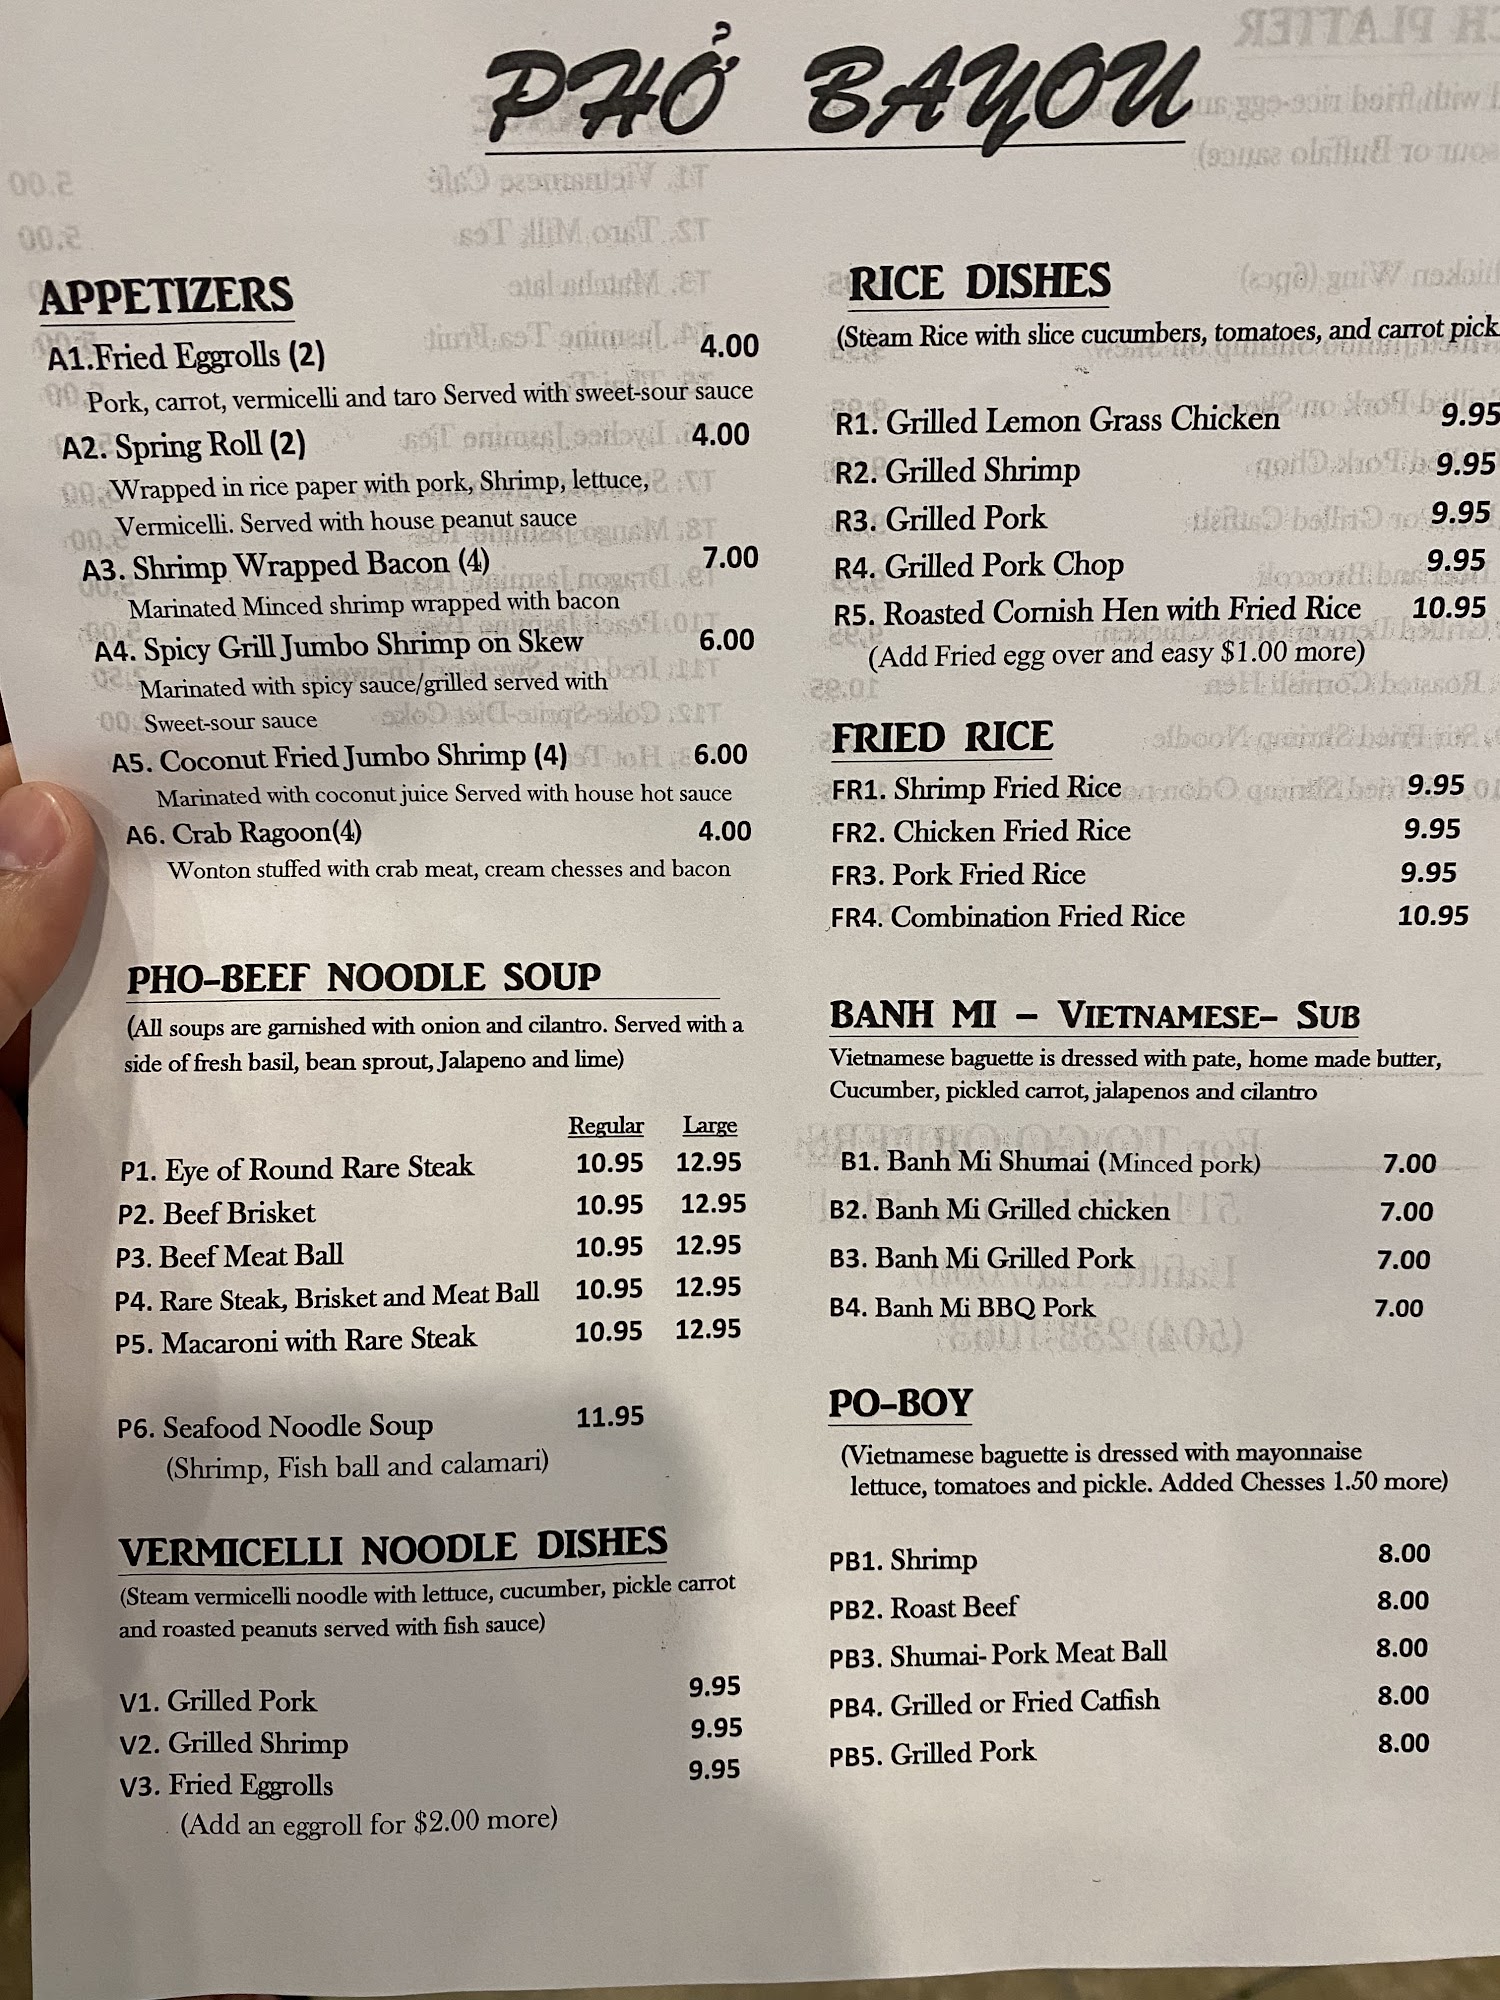 PHỞ BAYOU
APPETIZERS
A1.Fried Eggrolls (2) 4.00
Pork, carrot, vermicelli and taro Served with sweet-sour sauce
A2. Spring Roll (2) 4.00
Wrapped in rice paper with pork, Shrimp, lettuce,
Vermicelli. Served with house peanut sauce
A3. Shrimp Wrapped Bacon (4) 7.00
Marinated Minced shrimp wrapped with bacon
A4. Spicy Grill Jumbo Shrimp on Skew 6.00
Marinated with spicy sauce/grilled served with
Sweet-sour sauce
A5. Coconut Fried Jumbo Shrimp (4) 6.00
Marinated with coconut juice Served with house hot sauce
A6. Crab Ragoon(4) 4.00
Wonton stuffed with crab meat, cream chesses and bacon
PHO-BEEF NOODLE SOUP
(All soups are garnished with onion and cilantro. Served with a
side of fresh basil, bean sprout, Jalapeno and lime)
Regular Large
P1. Eye of Round Rare Steak 10.95 12.95
P2. Beef Brisket 10.95 12.95
P3. Beef Meat Ball 10.95 12.95
P4. Rare Steak, Brisket and Meat Ball 10.95 12.95
P5. Macaroni with Rare Steak 10.95 12.95
P6. Seafood Noodle Soup 11.95
(Shrimp, Fish ball and calamari)
VERMICELLI NOODLE DISHES
(Steam vermicelli noodle with lettuce, cucumber, pickle carrot
and roasted peanuts served with fish sauce)
V1. Grilled Pork 9.95
V2. Grilled Shrimp 9.95
V3. Fried Eggrolls 9.95
(Add an eggroll for $2.00 more)
RICE DISHES
(Steam Rice with slice cucumbers, tomatoes, and carrot pick
R1. Grilled Lemon Grass Chicken 9.95
R2. Grilled Shrimp 9.95
R3. Grilled Pork 9.95
R4. Grilled Pork Chop 9.95
R5. Roasted Cornish Hen with Fried Rice 10.95
(Add Fried egg over and easy $1.00 more)
FRIED RICE
FR1. Shrimp Fried Rice 9.95
FR2. Chicken Fried Rice 9.95
FR3. Pork Fried Rice 9.95
FR4. Combination Fried Rice 10.95
BANH MI – VIETNAMESE– SUB
Vietnamese baguette is dressed with pate, home made butter,
Cucumber, pickled carrot, jalapenos and cilantro
B1. Banh Mi Shumai (Minced pork) 7.00
B2. Banh Mi Grilled chicken 7.00
B3. Banh Mi Grilled Pork 7.00
B4. Banh Mi BBQ Pork 7.00
PO-BOY
(Vietnamese baguette is dressed with mayonnaise
lettuce, tomatoes and pickle. Added Chesses 1.50 more)
PB1. Shrimp 8.00
PB2. Roast Beef 8.00
PB3. Shumai- Pork Meat Ball 8.00
PB4. Grilled or Fried Catfish 8.00
PB5. Grilled Pork 8.00